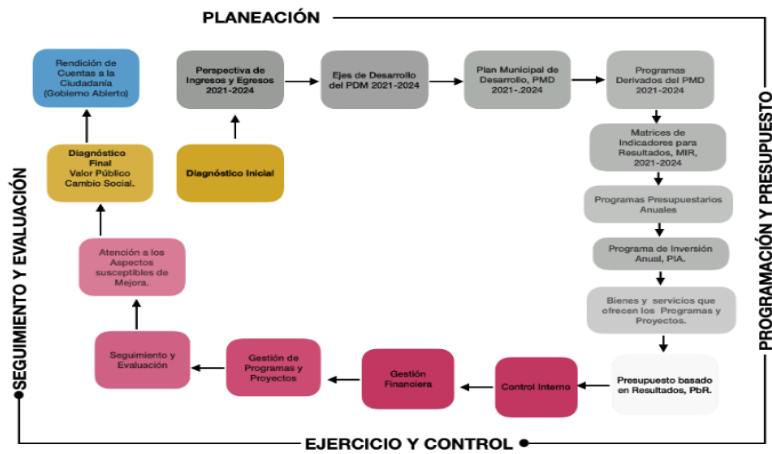 PLANEACIÓN
Rendición de
Cuentas a la
Ciudadanía
(Gobierno Abierto)
Perspectiva de
Ingresos y Egresos
2021-2024
Ejes de Desarrollo
del PDM 2021-2024
Plan Municipal de
Desarrollo, PMD
2021-.2024
Programas
Derivados del PMD
2021-2024
Matrices de
Indicadores para
Resultados, MIR,
2021-2024
Diagnóstico
Final
Valor Público
Cambio Social.
Diagnóstico Inicial
Programas Presupuestarios
Anuales
Programa de Inversión
Anual, PIA.
Atención a los
Aspectos
susceptibles de
Mejora.
Bienes y servicios que
ofrecen los Programas y
Proyectos.
Seguimiento y
Evaluación
Gestión de
Programas y
Proyectos
Gestión
Financiera
Control Interno
Presupuesto basado
en Resultados, PbR.
SEGUIMIENTO Y EVALUACIÓN
PROGRAMACIÓN Y PRESUPUESTO
EJERCICIO Y CONTROL